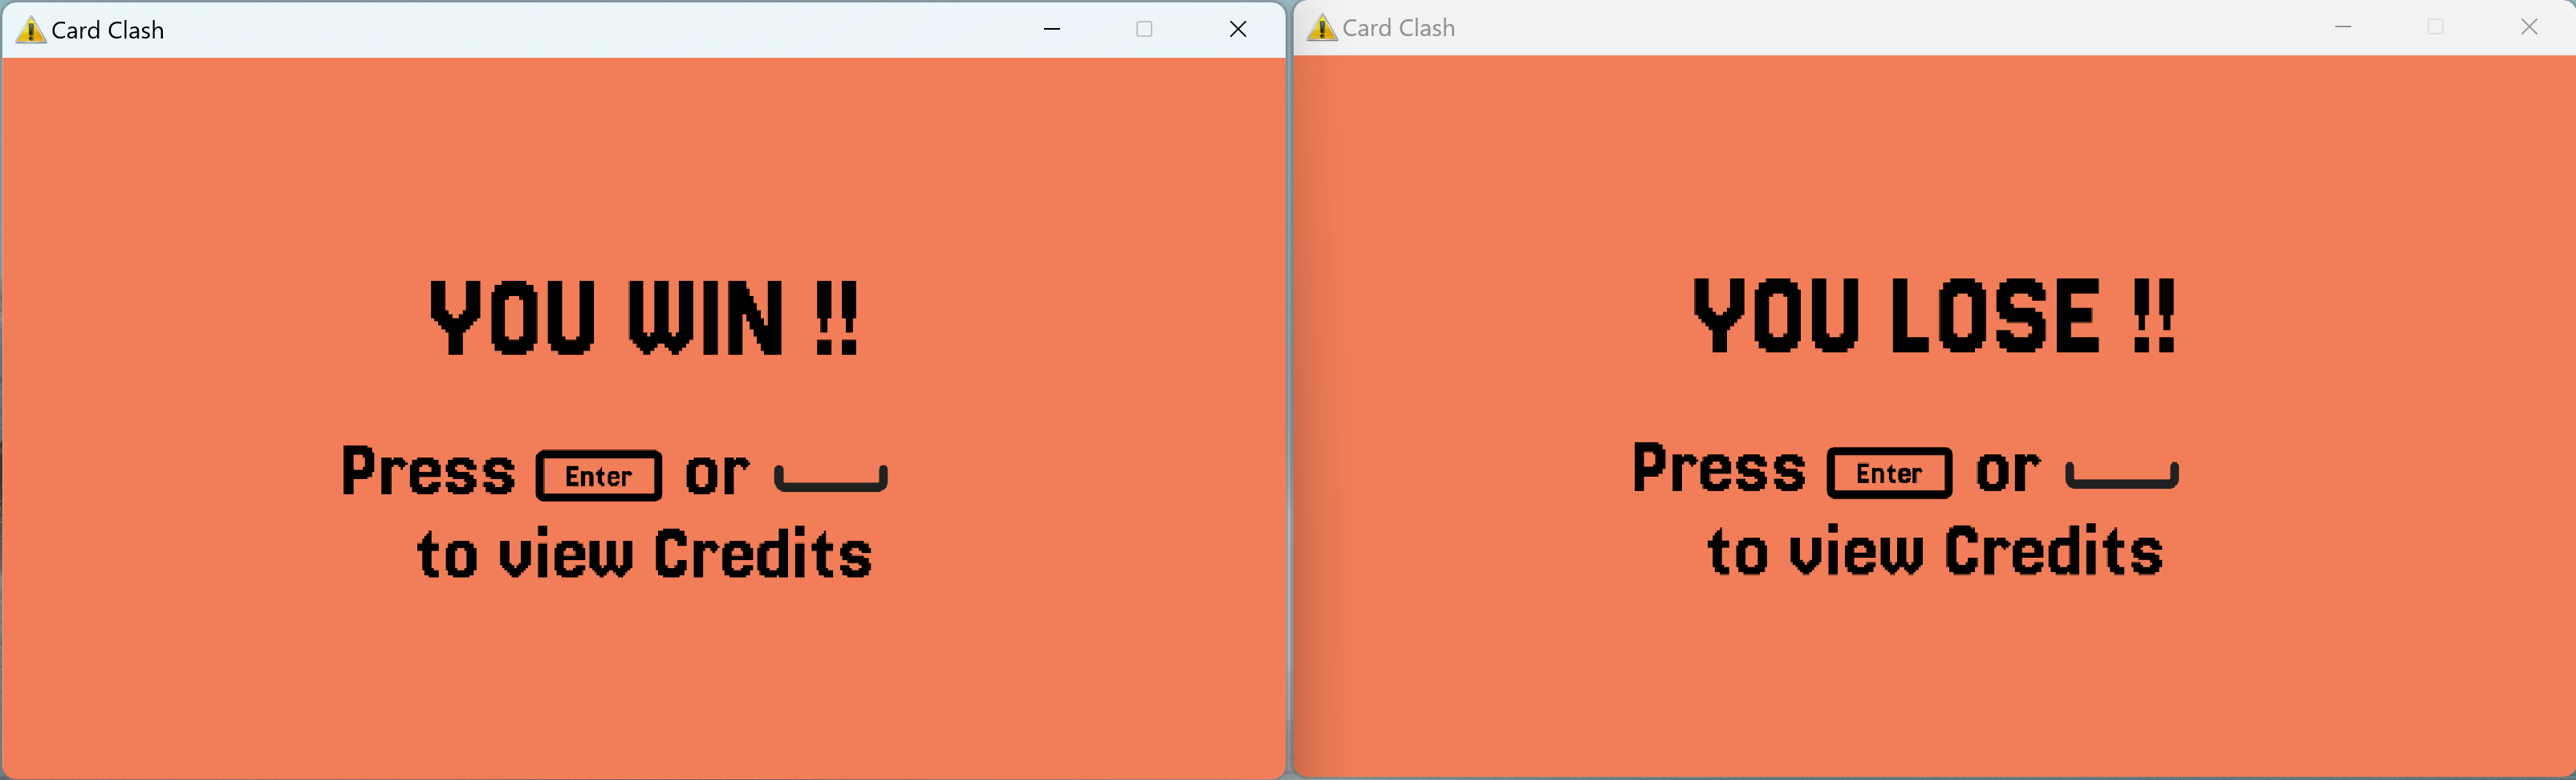 Card Clash
YOU WIN !!
Press Enter or
to view Credits
Card Clash
YOU LOSE !!
Press Enter or
to view Credits